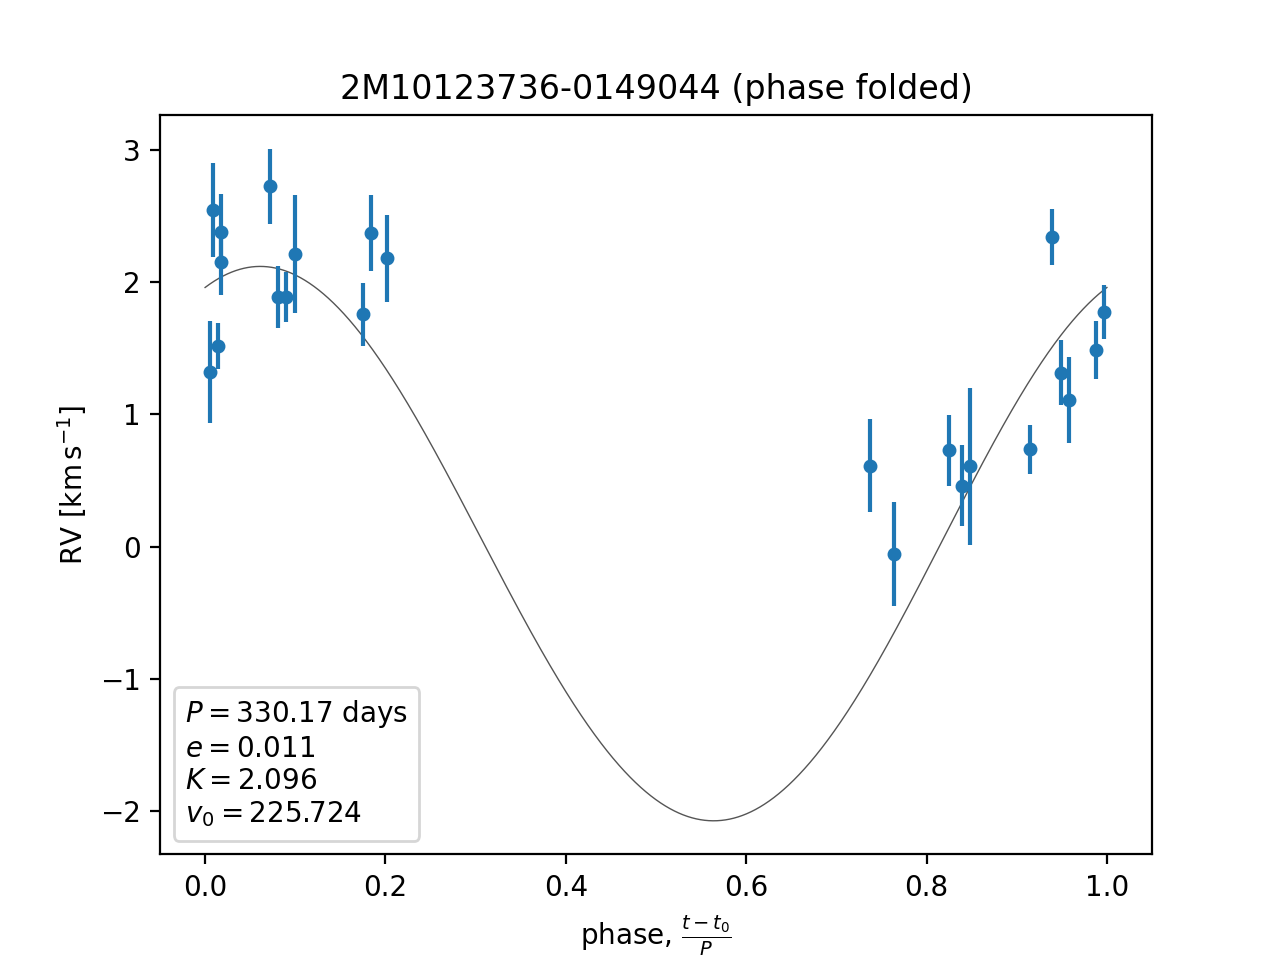 2M10123736-0149044 (phase folded)
RV [km s⁻¹]
3
2
1
0
−1
−2
P = 330.17 days
e = 0.011
K = 2.096
v₀ = 225.724
0.0 0.2 0.4 0.6 0.8 1.0
phase, (t − t₀)/P